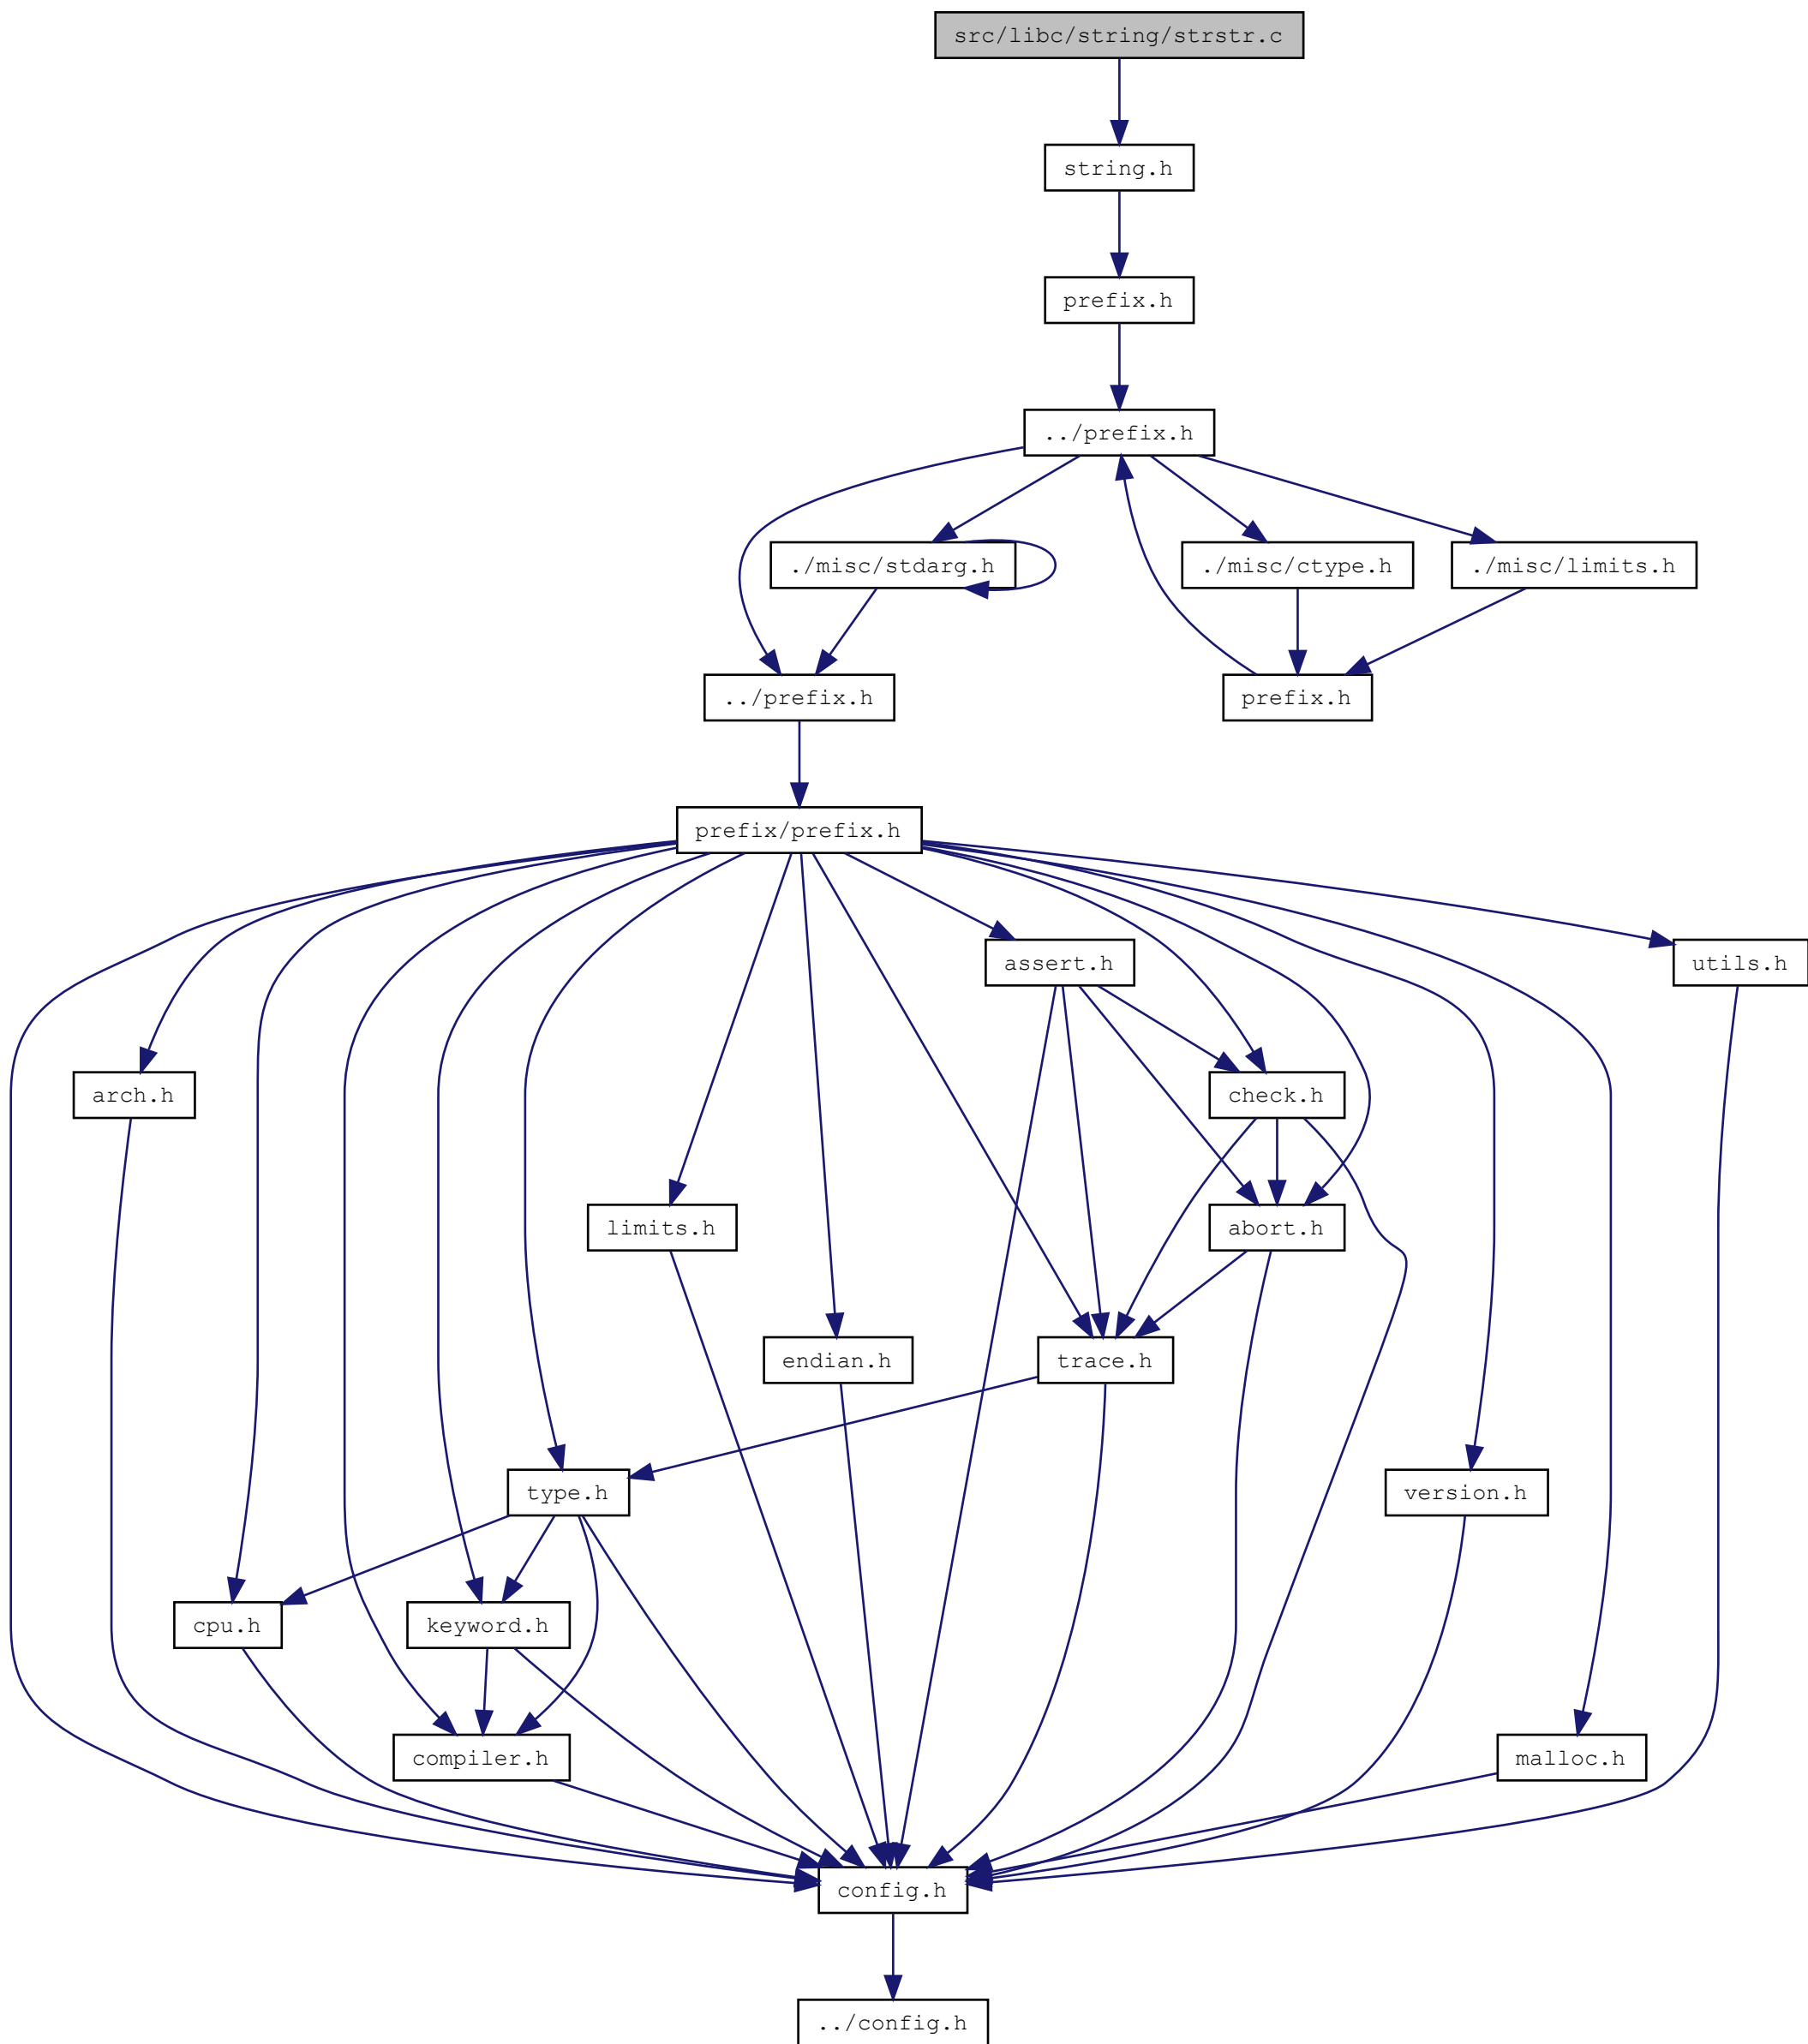 src/libc/string/strstr.c
string.h
prefix.h
../prefix.h
./misc/stdarg.h
./misc/ctype.h
./misc/limits.h
../prefix.h
prefix.h
prefix/prefix.h
assert.h
utils.h
arch.h
check.h
limits.h
abort.h
endian.h
trace.h
type.h
version.h
cpu.h
keyword.h
compiler.h
malloc.h
config.h
../config.h